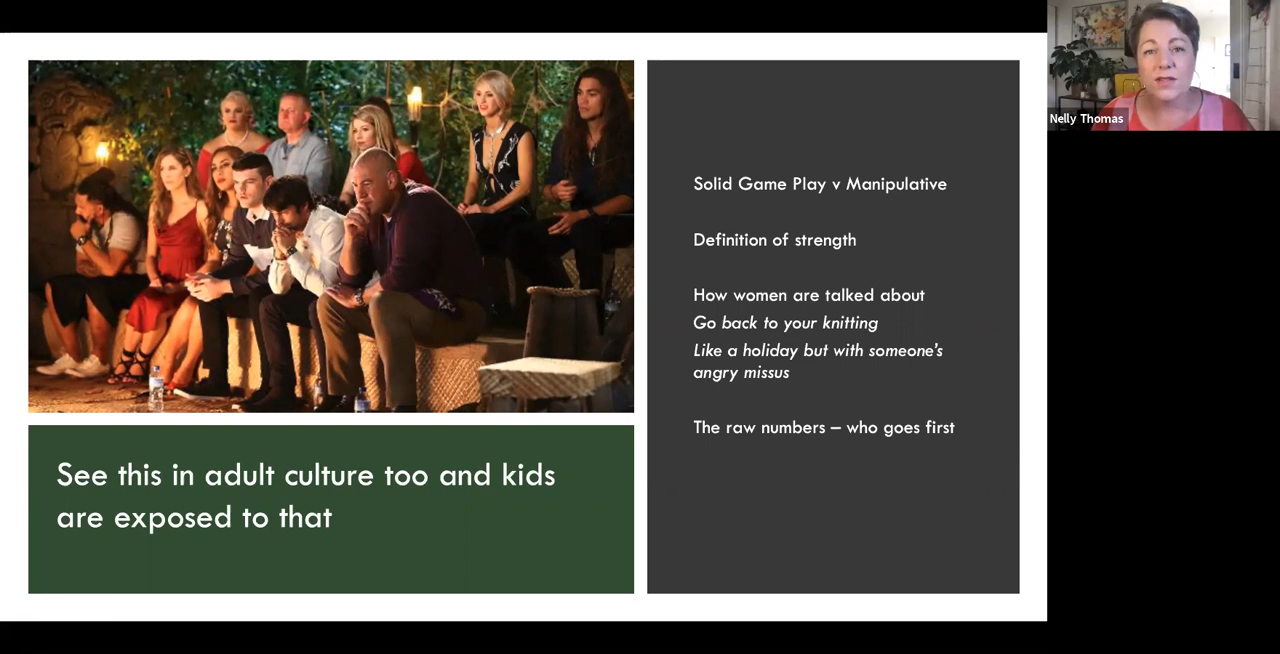 Solid Game Play v Manipulative
Definition of strength
How women are talked about
Go back to your knitting
Like a holiday but with someone's
angry missus
The raw numbers – who goes first
See this in adult culture too and kids
are exposed to that
Nelly Thomas